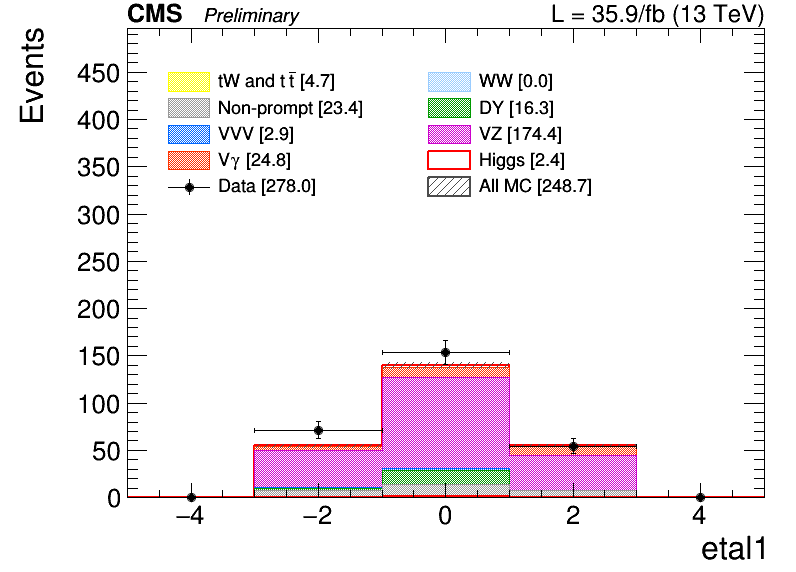 CMS Preliminary L = 35.9/fb (13 TeV)
Events
450
400
350
300
250
200
150
100
50
0
tW and t t̄ [4.7]
WW [0.0]
Non-prompt [23.4]
DY [16.3]
VVV [2.9]
VZ [174.4]
Vγ [24.8]
Higgs [2.4]
Data [278.0]
All MC [248.7]
−4 −2 0 2 4
etal1